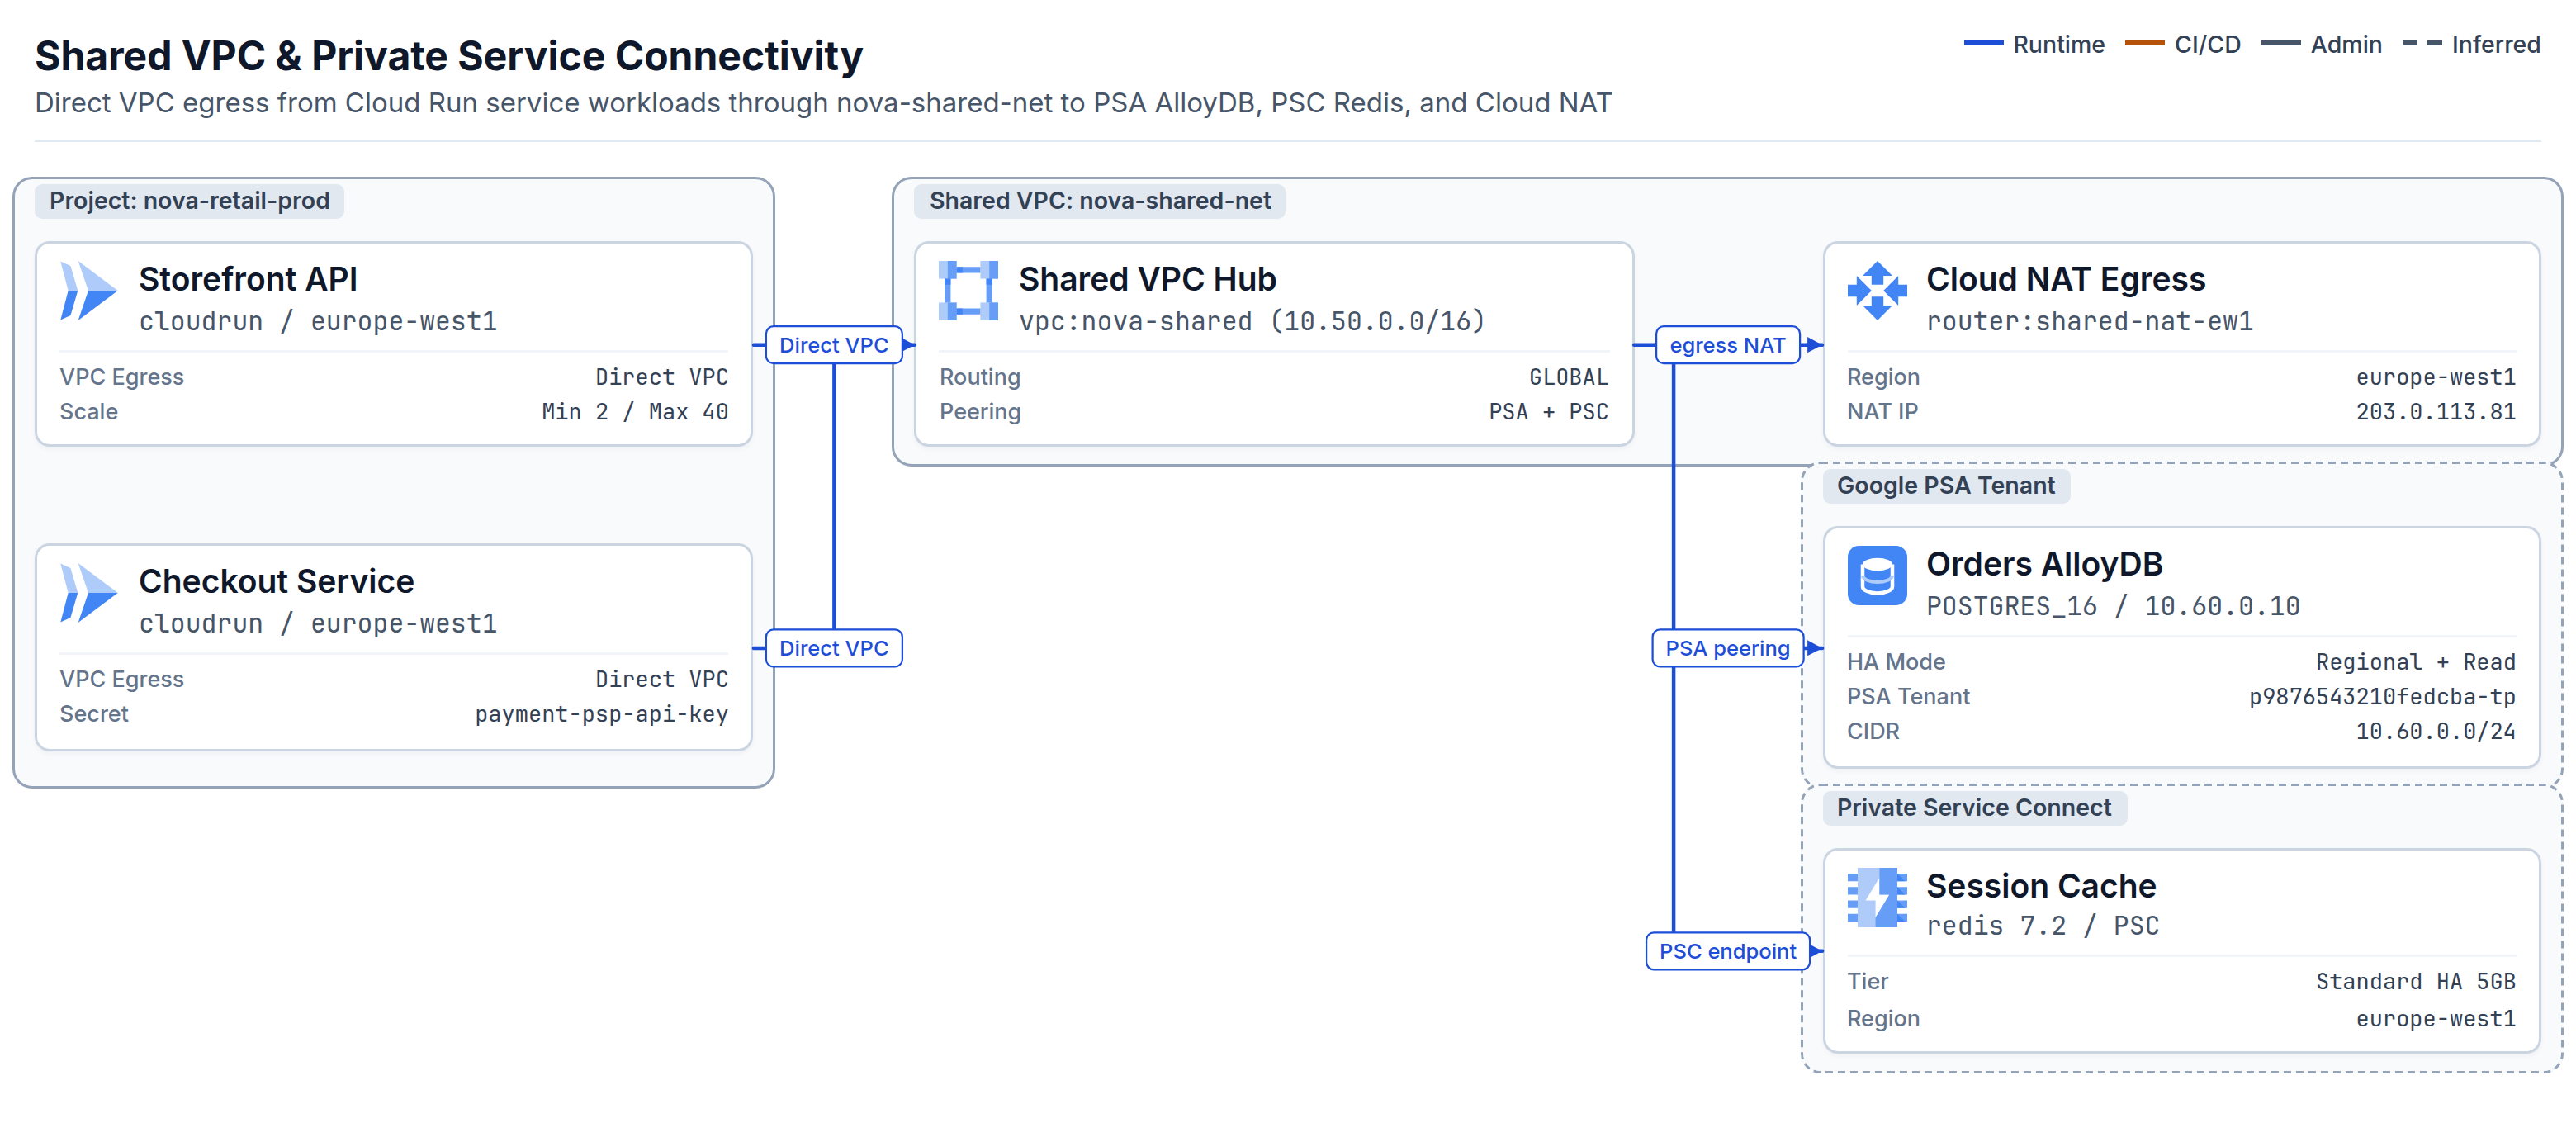 Shared VPC & Private Service Connectivity
Direct VPC egress from Cloud Run service workloads through nova-shared-net to PSA AlloyDB, PSC Redis, and Cloud NAT
Runtime CI/CD Admin Inferred
Project: nova-retail-prod
Storefront API
cloudrun / europe-west1
VPC Egress Direct VPC
Scale Min 2 / Max 40
Checkout Service
cloudrun / europe-west1
VPC Egress Direct VPC
Secret payment-psp-api-key
Direct VPC
Direct VPC
Shared VPC: nova-shared-net
Shared VPC Hub
vpc:nova-shared (10.50.0.0/16)
Routing GLOBAL
Peering PSA + PSC
egress NAT
PSA peering
PSC endpoint
Cloud NAT Egress
router:shared-nat-ew1
Region europe-west1
NAT IP 203.0.113.81
Google PSA Tenant
Orders AlloyDB
POSTGRES_16 / 10.60.0.10
HA Mode Regional + Read
PSA Tenant p9876543210fedcba-tp
CIDR 10.60.0.0/24
Private Service Connect
Session Cache
redis 7.2 / PSC
Tier Standard HA 5GB
Region europe-west1